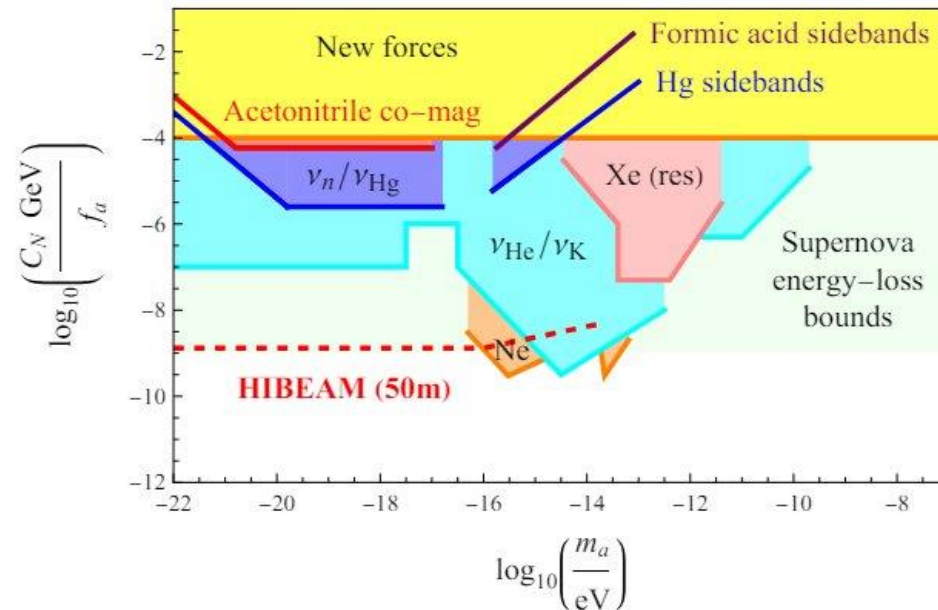 New forces
Formic acid sidebands
Hg sidebands
Acetonitrile co-mag
νn/νHg
Xe (res)
νHe/νK
Supernova
energy-loss
bounds
Ne
HIBEAM (50m)
log10(CN GeV/fa)
-2
-4
-6
-8
-10
-12
-22 -20 -18 -16 -14 -12 -10 -8
log10(ma/eV)